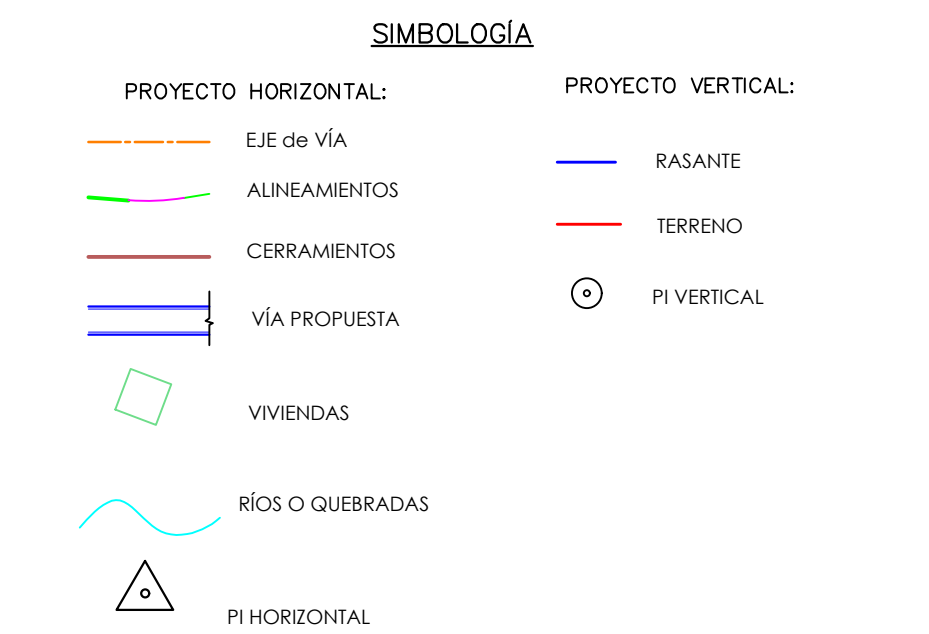 SIMBOLOGÍA
PROYECTO HORIZONTAL:
EJE de VÍA
ALINEAMIENTOS
CERRAMIENTOS
VÍA PROPUESTA
VIVIENDAS
RÍOS O QUEBRADAS
PI HORIZONTAL
PROYECTO VERTICAL:
RASANTE
TERRENO
PI VERTICAL